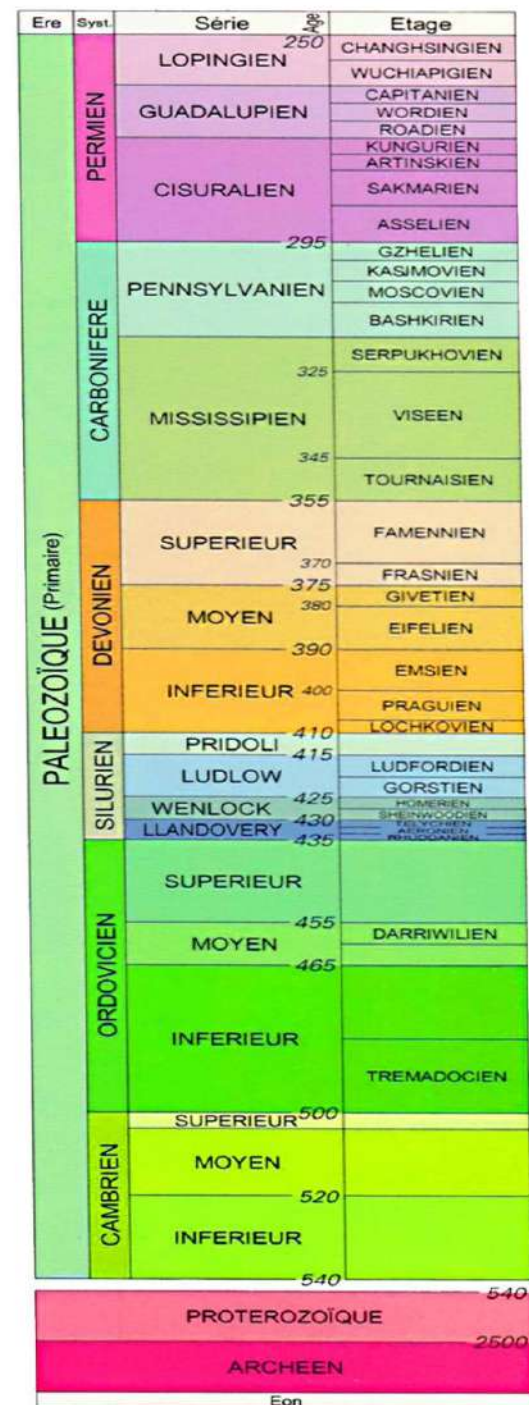 Ere Syst. Série Age Etage
250
LOPINGIEN
CHANGHSINGIEN
WUCHIAPIGIEN
GUADALUPIEN
CAPITANIEN
WORDIEN
ROADIEN
CISURALIEN
KUNGURIEN
ARTINSKIEN
SAKMARIEN
ASSELIEN
PERMIEN
295
PENNSYLVANIEN
GZHELIEN
KASIMOVIEN
MOSCOVIEN
BASHKIRIEN
MISSISSIPIEN
SERPUKHOVIEN
325
VISEEN
345
TOURNAISIEN
CARBONIFERE
355
SUPERIEUR
FAMENNIEN
370
FRASNIEN
375
MOYEN
GIVETIEN
380
EIFELIEN
390
INFERIEUR
EMSIEN
400
PRAGUIEN
LOCHKOVIEN
DEVONIEN
410
PRIDOLI
415
LUDLOW
LUDFORDIEN
GORSTIEN
425
WENLOCK
HOMERIEN
SHEINWOODIEN
430
LLANDOVERY
TELYCHIEN
AERONIEN
RHUDDANIEN
SILURIEN
435
SUPERIEUR
455
MOYEN
DARRIWILIEN
465
INFERIEUR
TREMADOCIEN
ORDOVICIEN
500
SUPERIEUR
MOYEN
520
INFERIEUR
CAMBRIEN
540
PALEOZOÏQUE (Primaire)
540
PROTEROZOÏQUE
2500
ARCHEEN
Eon